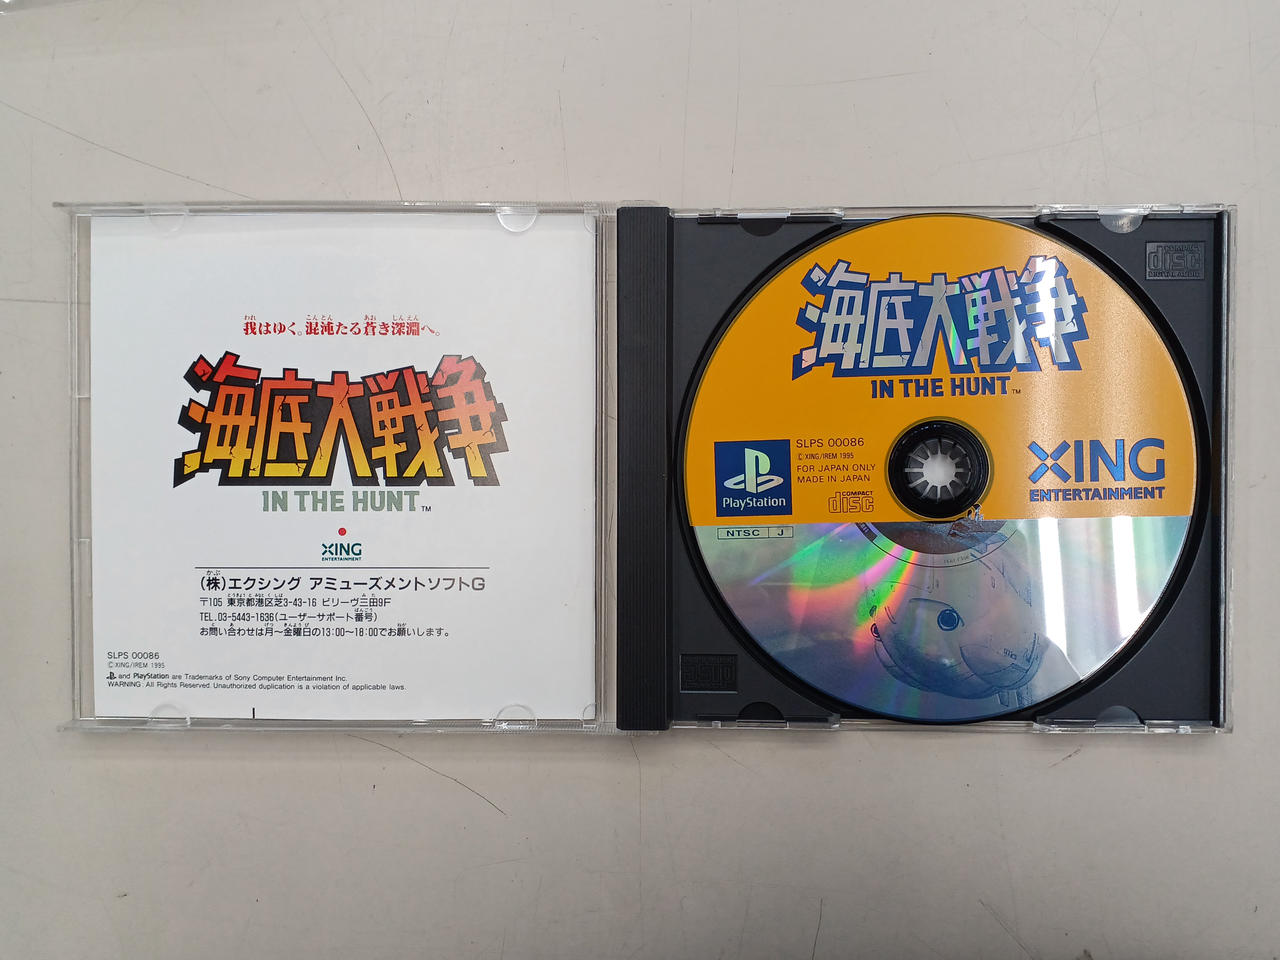 我はゆく。混沌たる蒼き深淵へ。
海底大戦争
IN THE HUNT™
XING
ENTERTAINMENT
(株)エクシング アミューズメントソフトG
〒105 東京都港区芝3-43-16 ビリーヴ三田9F
TEL.03-5443-1636(ユーザーサポート番号)
お問い合わせは月〜金曜日の13:00〜18:00でお願いします。
SLPS 00086
©XING/IREM 1995
and PlayStation are Trademarks of Sony Computer Entertainment Inc.
WARNING: All Rights Reserved. Unauthorized duplication is a violation of applicable laws.
海底大戦争
IN THE HUNT™
PlayStation
SLPS 00086
©XING/IREM 1995
FOR JAPAN ONLY
MADE IN JAPAN
COMPACT
disc
XING
ENTERTAINMENT
NTSC J
COMPACT
disc
DIGITAL AUDIO